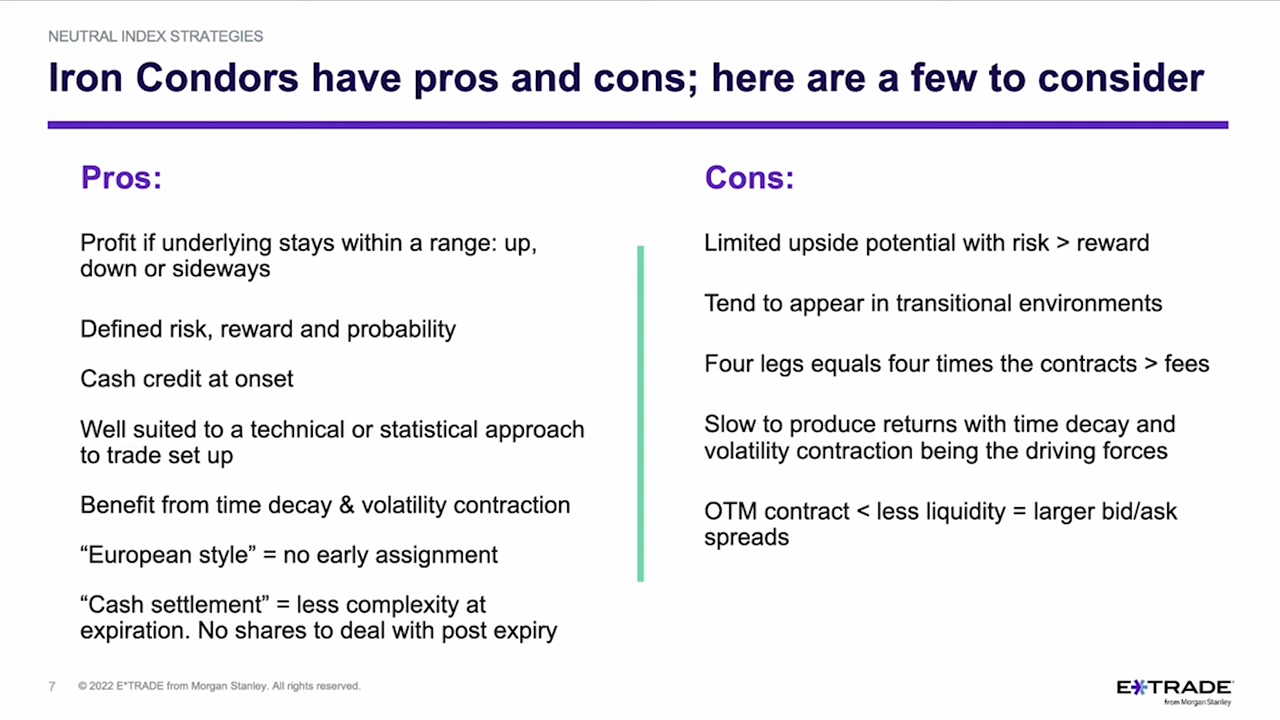 NEUTRAL INDEX STRATEGIES
Iron Condors have pros and cons; here are a few to consider
Pros:
Profit if underlying stays within a range: up,
down or sideways
Defined risk, reward and probability
Cash credit at onset
Well suited to a technical or statistical approach
to trade set up
Benefit from time decay & volatility contraction
“European style” = no early assignment
“Cash settlement” = less complexity at
expiration. No shares to deal with post expiry
Cons:
Limited upside potential with risk > reward
Tend to appear in transitional environments
Four legs equals four times the contracts > fees
Slow to produce returns with time decay and
volatility contraction being the driving forces
OTM contract < less liquidity = larger bid/ask
spreads
7 © 2022 E*TRADE from Morgan Stanley. All rights reserved.
E*TRADE
from Morgan Stanley